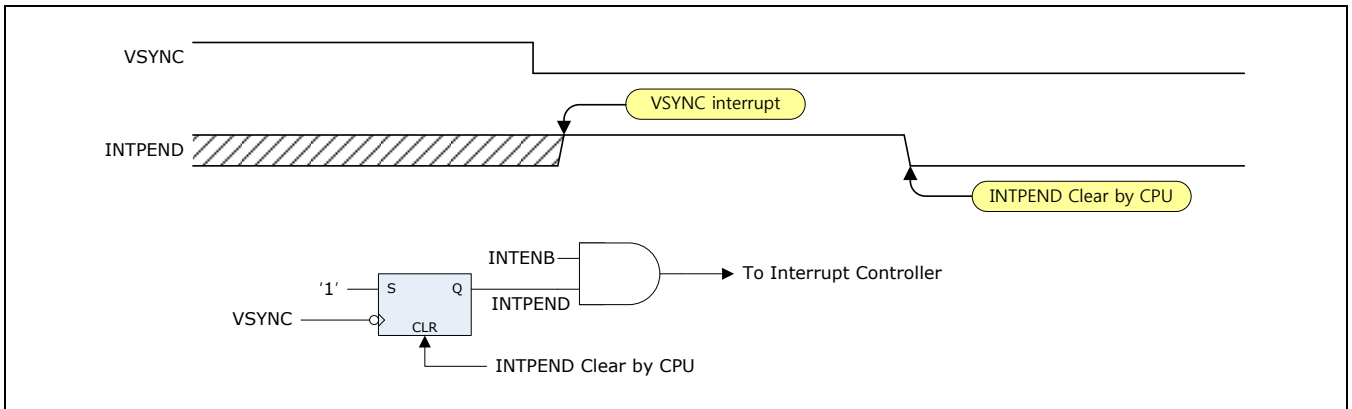 VSYNC
VSYNC interrupt
INTPEND
INTPEND Clear by CPU
INTENB
To Interrupt Controller
'1'
S
Q
INTPEND
VSYNC
CLR
INTPEND Clear by CPU